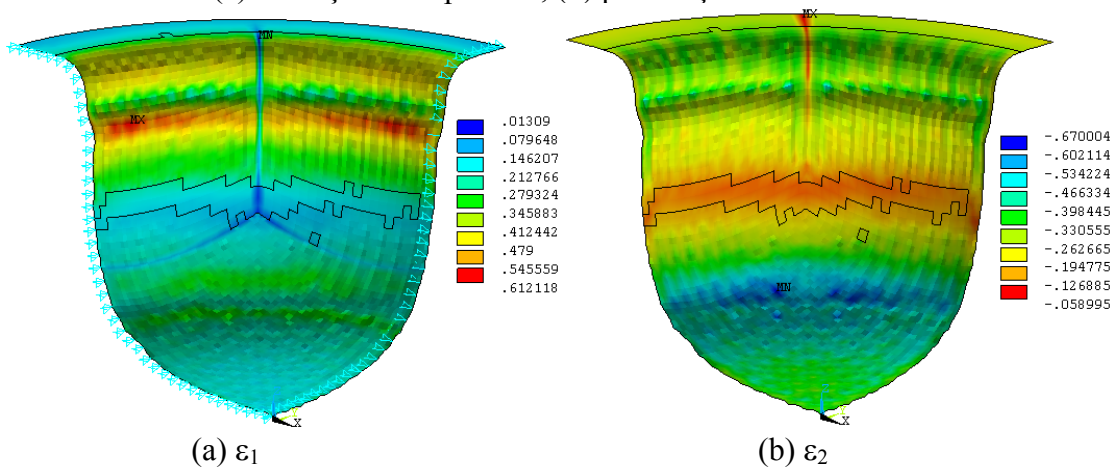 MN
MX
.01309
.079648
.146207
.212766
.279324
.345883
.412442
.479
.545559
.612118
X
(a) ε₁
MX
MN
-.670004
-.602114
-.534224
-.466334
-.398445
-.330555
-.262665
-.194775
-.126885
-.058995
X
(b) ε₂